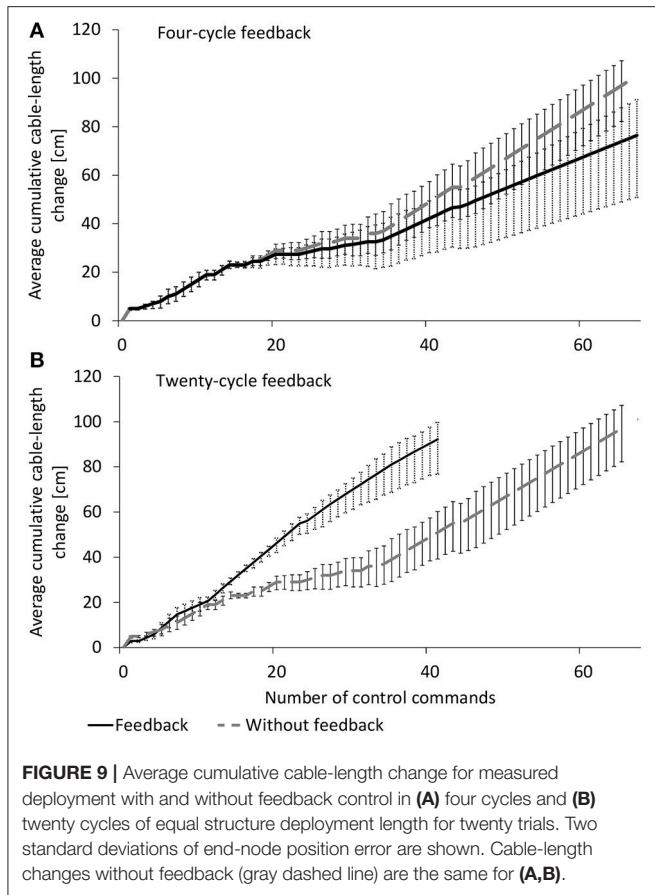 A
Four-cycle feedback
Average cumulative cable-length
change [cm]
120
100
80
60
40
20
0
0 20 40 60
B
Twenty-cycle feedback
Average cumulative cable-length
change [cm]
120
100
80
60
40
20
0
0 20 40 60
Number of control commands
Feedback Without feedback
FIGURE 9 | Average cumulative cable-length change for measured
deployment with and without feedback control in (A) four cycles and (B)
twenty cycles of equal structure deployment length for twenty trials. Two
standard deviations of end-node position error are shown. Cable-length
changes without feedback (gray dashed line) are the same for (A,B).